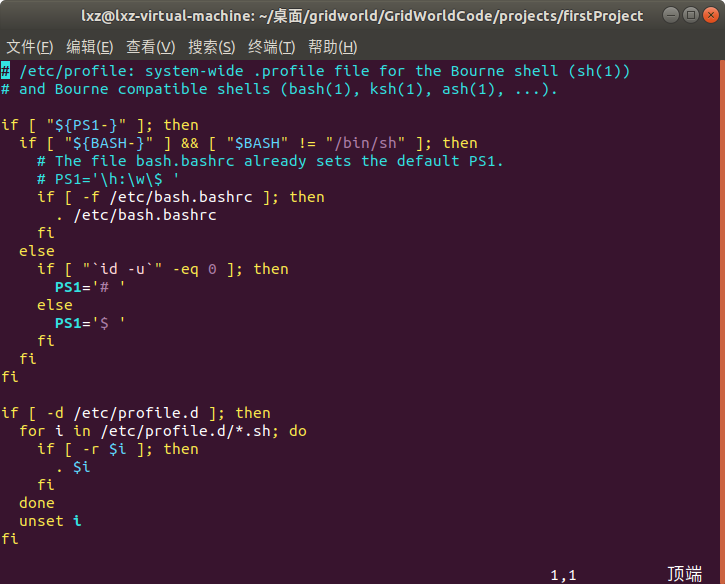 lxz@lxz-virtual-machine: ~/桌面/gridworld/GridWorldCode/projects/firstProject
文件(F) 编辑(E) 查看(V) 搜索(S) 终端(T) 帮助(H)
# /etc/profile: system-wide .profile file for the Bourne shell (sh(1))
# and Bourne compatible shells (bash(1), ksh(1), ash(1), ...).

if [ "${PS1-}" ]; then
  if [ "${BASH-}" ] && [ "$BASH" != "/bin/sh" ]; then
    # The file bash.bashrc already sets the default PS1.
    # PS1='\h:\w\$ '
    if [ -f /etc/bash.bashrc ]; then
      . /etc/bash.bashrc
    fi
  else
    if [ "`id -u`" -eq 0 ]; then
      PS1='# '
    else
      PS1='$ '
    fi
  fi
fi

if [ -d /etc/profile.d ]; then
  for i in /etc/profile.d/*.sh; do
    if [ -r $i ]; then
      . $i
    fi
  done
  unset i
fi
1,1 顶端